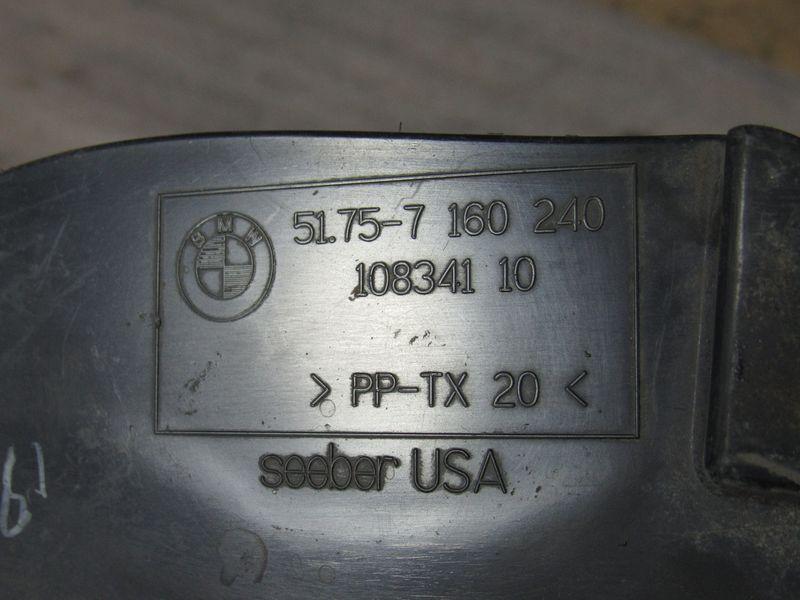 BMW
51.75-7 160 240
108341 10
> PP-TX 20 <
seeber USA